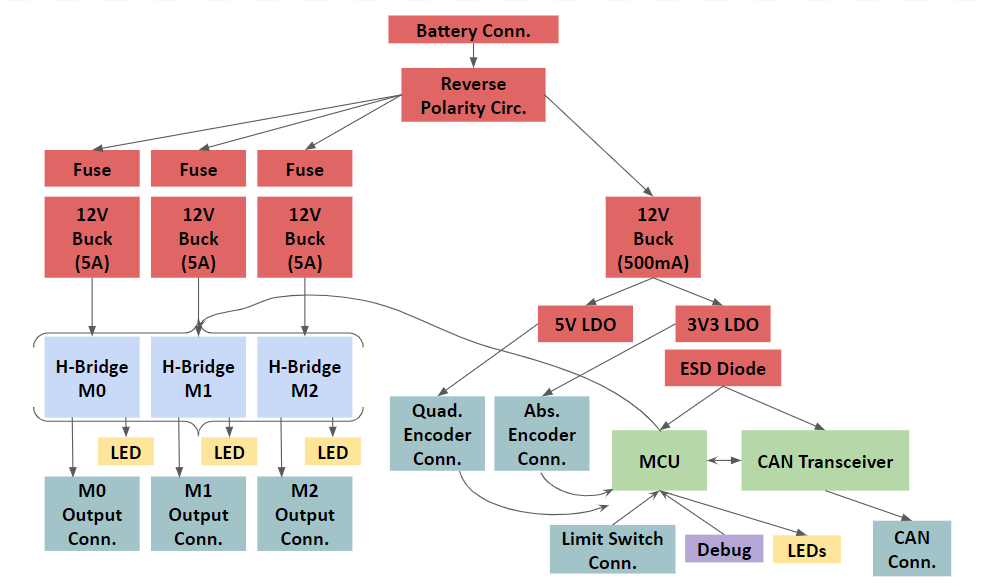 Battery Conn.
Reverse
Polarity Circ.
Fuse
Fuse
Fuse
12V
Buck
(5A)
12V
Buck
(5A)
12V
Buck
(5A)
12V
Buck
(500mA)
5V LDO
3V3 LDO
ESD Diode
H-Bridge
M0
H-Bridge
M1
H-Bridge
M2
Quad.
Encoder
Conn.
Abs.
Encoder
Conn.
MCU
CAN Transceiver
LED
LED
LED
M0
Output
Conn.
M1
Output
Conn.
M2
Output
Conn.
Limit Switch
Conn.
Debug
LEDs
CAN
Conn.